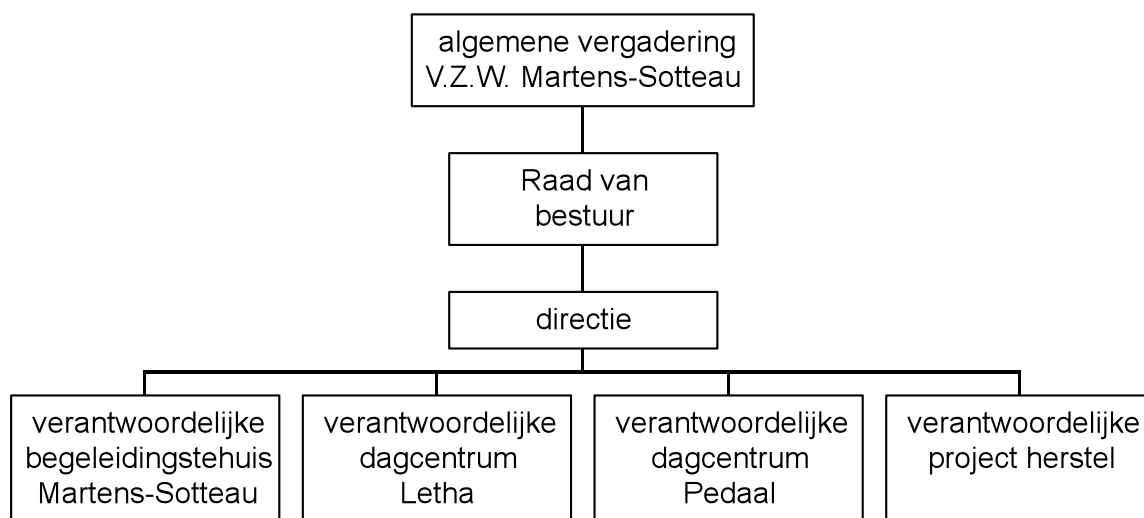 algemene vergadering
V.Z.W. Martens-Sotteau
Raad van
bestuur
directie
verantwoordelijke
begeleidingstehuis
Martens-Sotteau
verantwoordelijke
dagcentrum
Letha
verantwoordelijke
dagcentrum
Pedaal
verantwoordelijke
project herstel